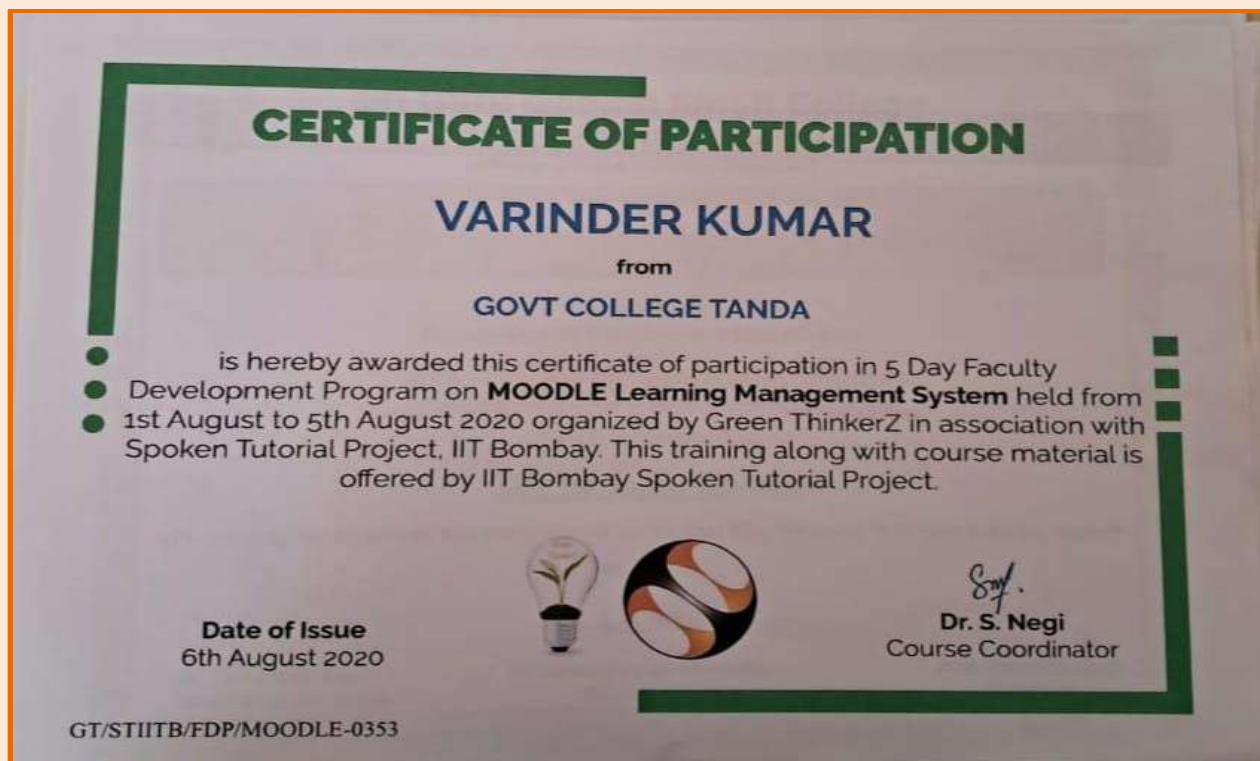 CERTIFICATE OF PARTICIPATION
VARINDER KUMAR
from
GOVT COLLEGE TANDA
is hereby awarded this certificate of participation in 5 Day Faculty
Development Program on MOODLE Learning Management System held from
1st August to 5th August 2020 organized by Green ThinkerZ in association with
Spoken Tutorial Project, IIT Bombay. This training along with course material is
offered by IIT Bombay Spoken Tutorial Project.
Date of Issue
6th August 2020
Dr. S. Negi
Course Coordinator
GT/STIITB/FDP/MOODLE-0353